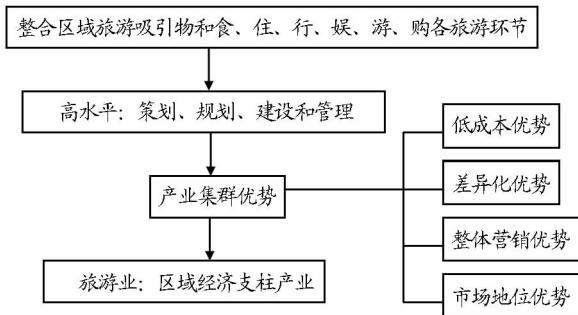 整合区域旅游吸引物和食、住、行、娱、游、购各旅游环节
高水平：策划、规划、建设和管理
产业集群优势
旅游业：区域经济支柱产业
低成本优势
差异化优势
整体营销优势
市场地位优势